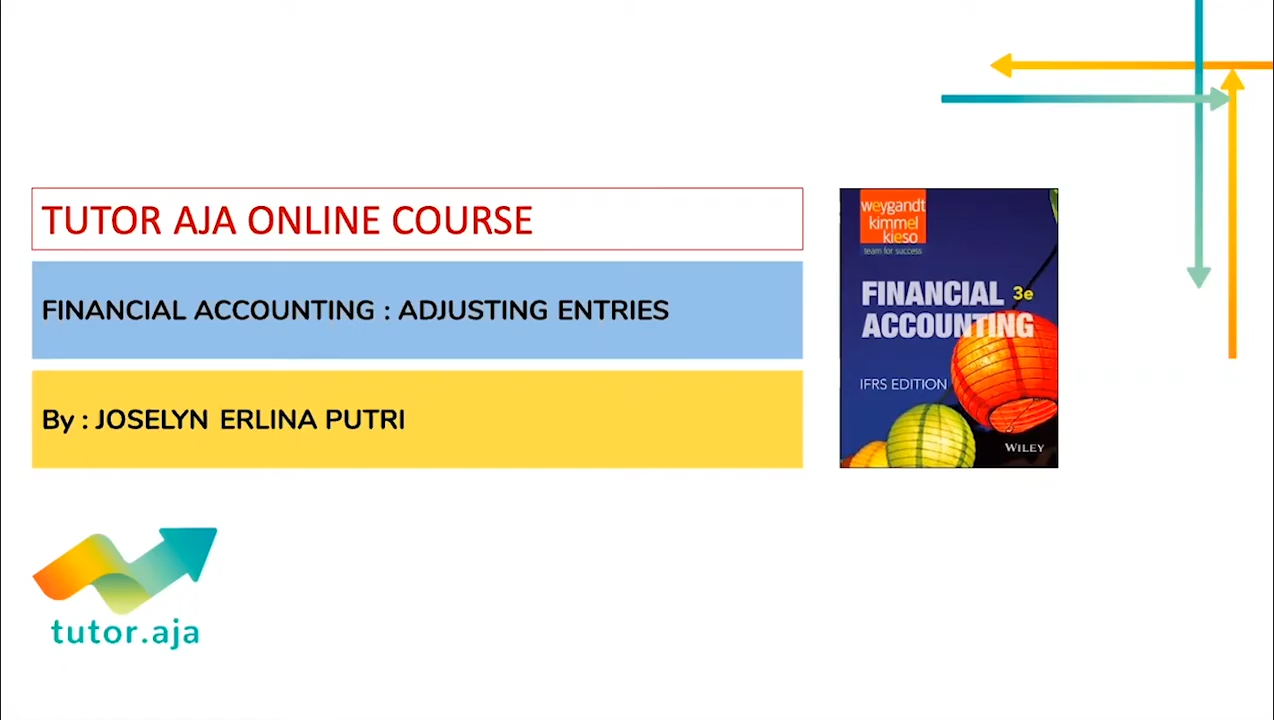 TUTOR AJA ONLINE COURSE
FINANCIAL ACCOUNTING : ADJUSTING ENTRIES
By : JOSELYN ERLINA PUTRI
tutor.aja
weygandt
kimmel
kieso
team for success
FINANCIAL 3e
ACCOUNTING
IFRS EDITION
WILEY